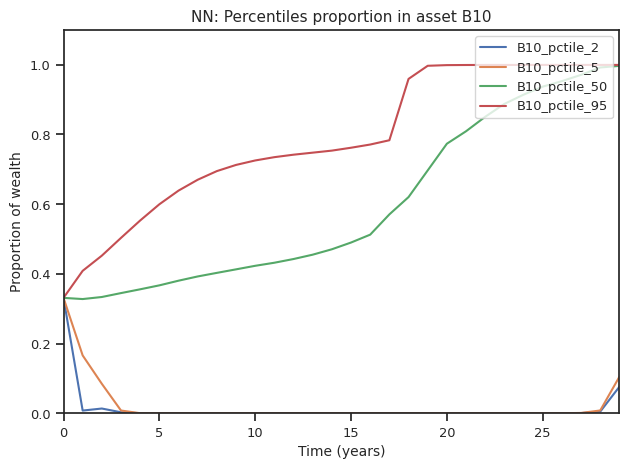 NN: Percentiles proportion in asset B10
B10_pctile_2
B10_pctile_5
B10_pctile_50
B10_pctile_95
1.0
0.8
0.6
0.4
0.2
0.0
Proportion of wealth
0 5 10 15 20 25
Time (years)